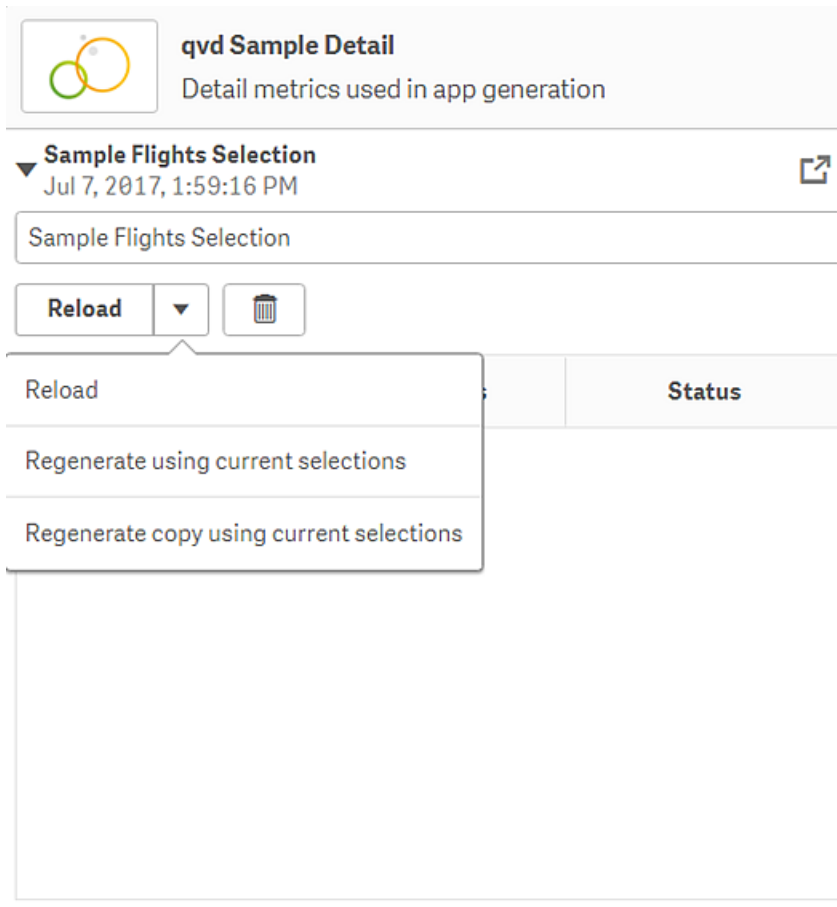 qvd Sample Detail
Detail metrics used in app generation
Sample Flights Selection
Jul 7, 2017, 1:59:16 PM
Sample Flights Selection
Reload
Reload
Status
Regenerate using current selections
Regenerate copy using current selections